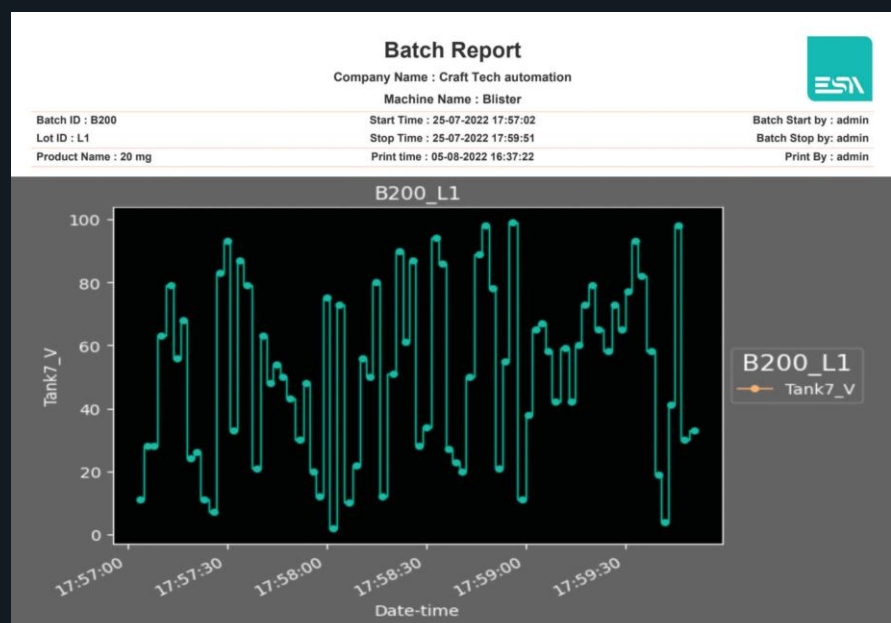 Batch Report
Company Name : Craft Tech automation
Machine Name : Blister
ESA
Batch ID : B200 Start Time : 25-07-2022 17:57:02 Batch Start by : admin
Lot ID : L1 Stop Time : 25-07-2022 17:59:51 Batch Stop by: admin
Product Name : 20 mg Print time : 05-08-2022 16:37:22 Print By : admin
B200_L1
100
80
60
40
20
0
Tank7_V
17:57:00 17:57:30 17:58:00 17:58:30 17:59:00 17:59:30
Date-time
B200_L1
Tank7_V